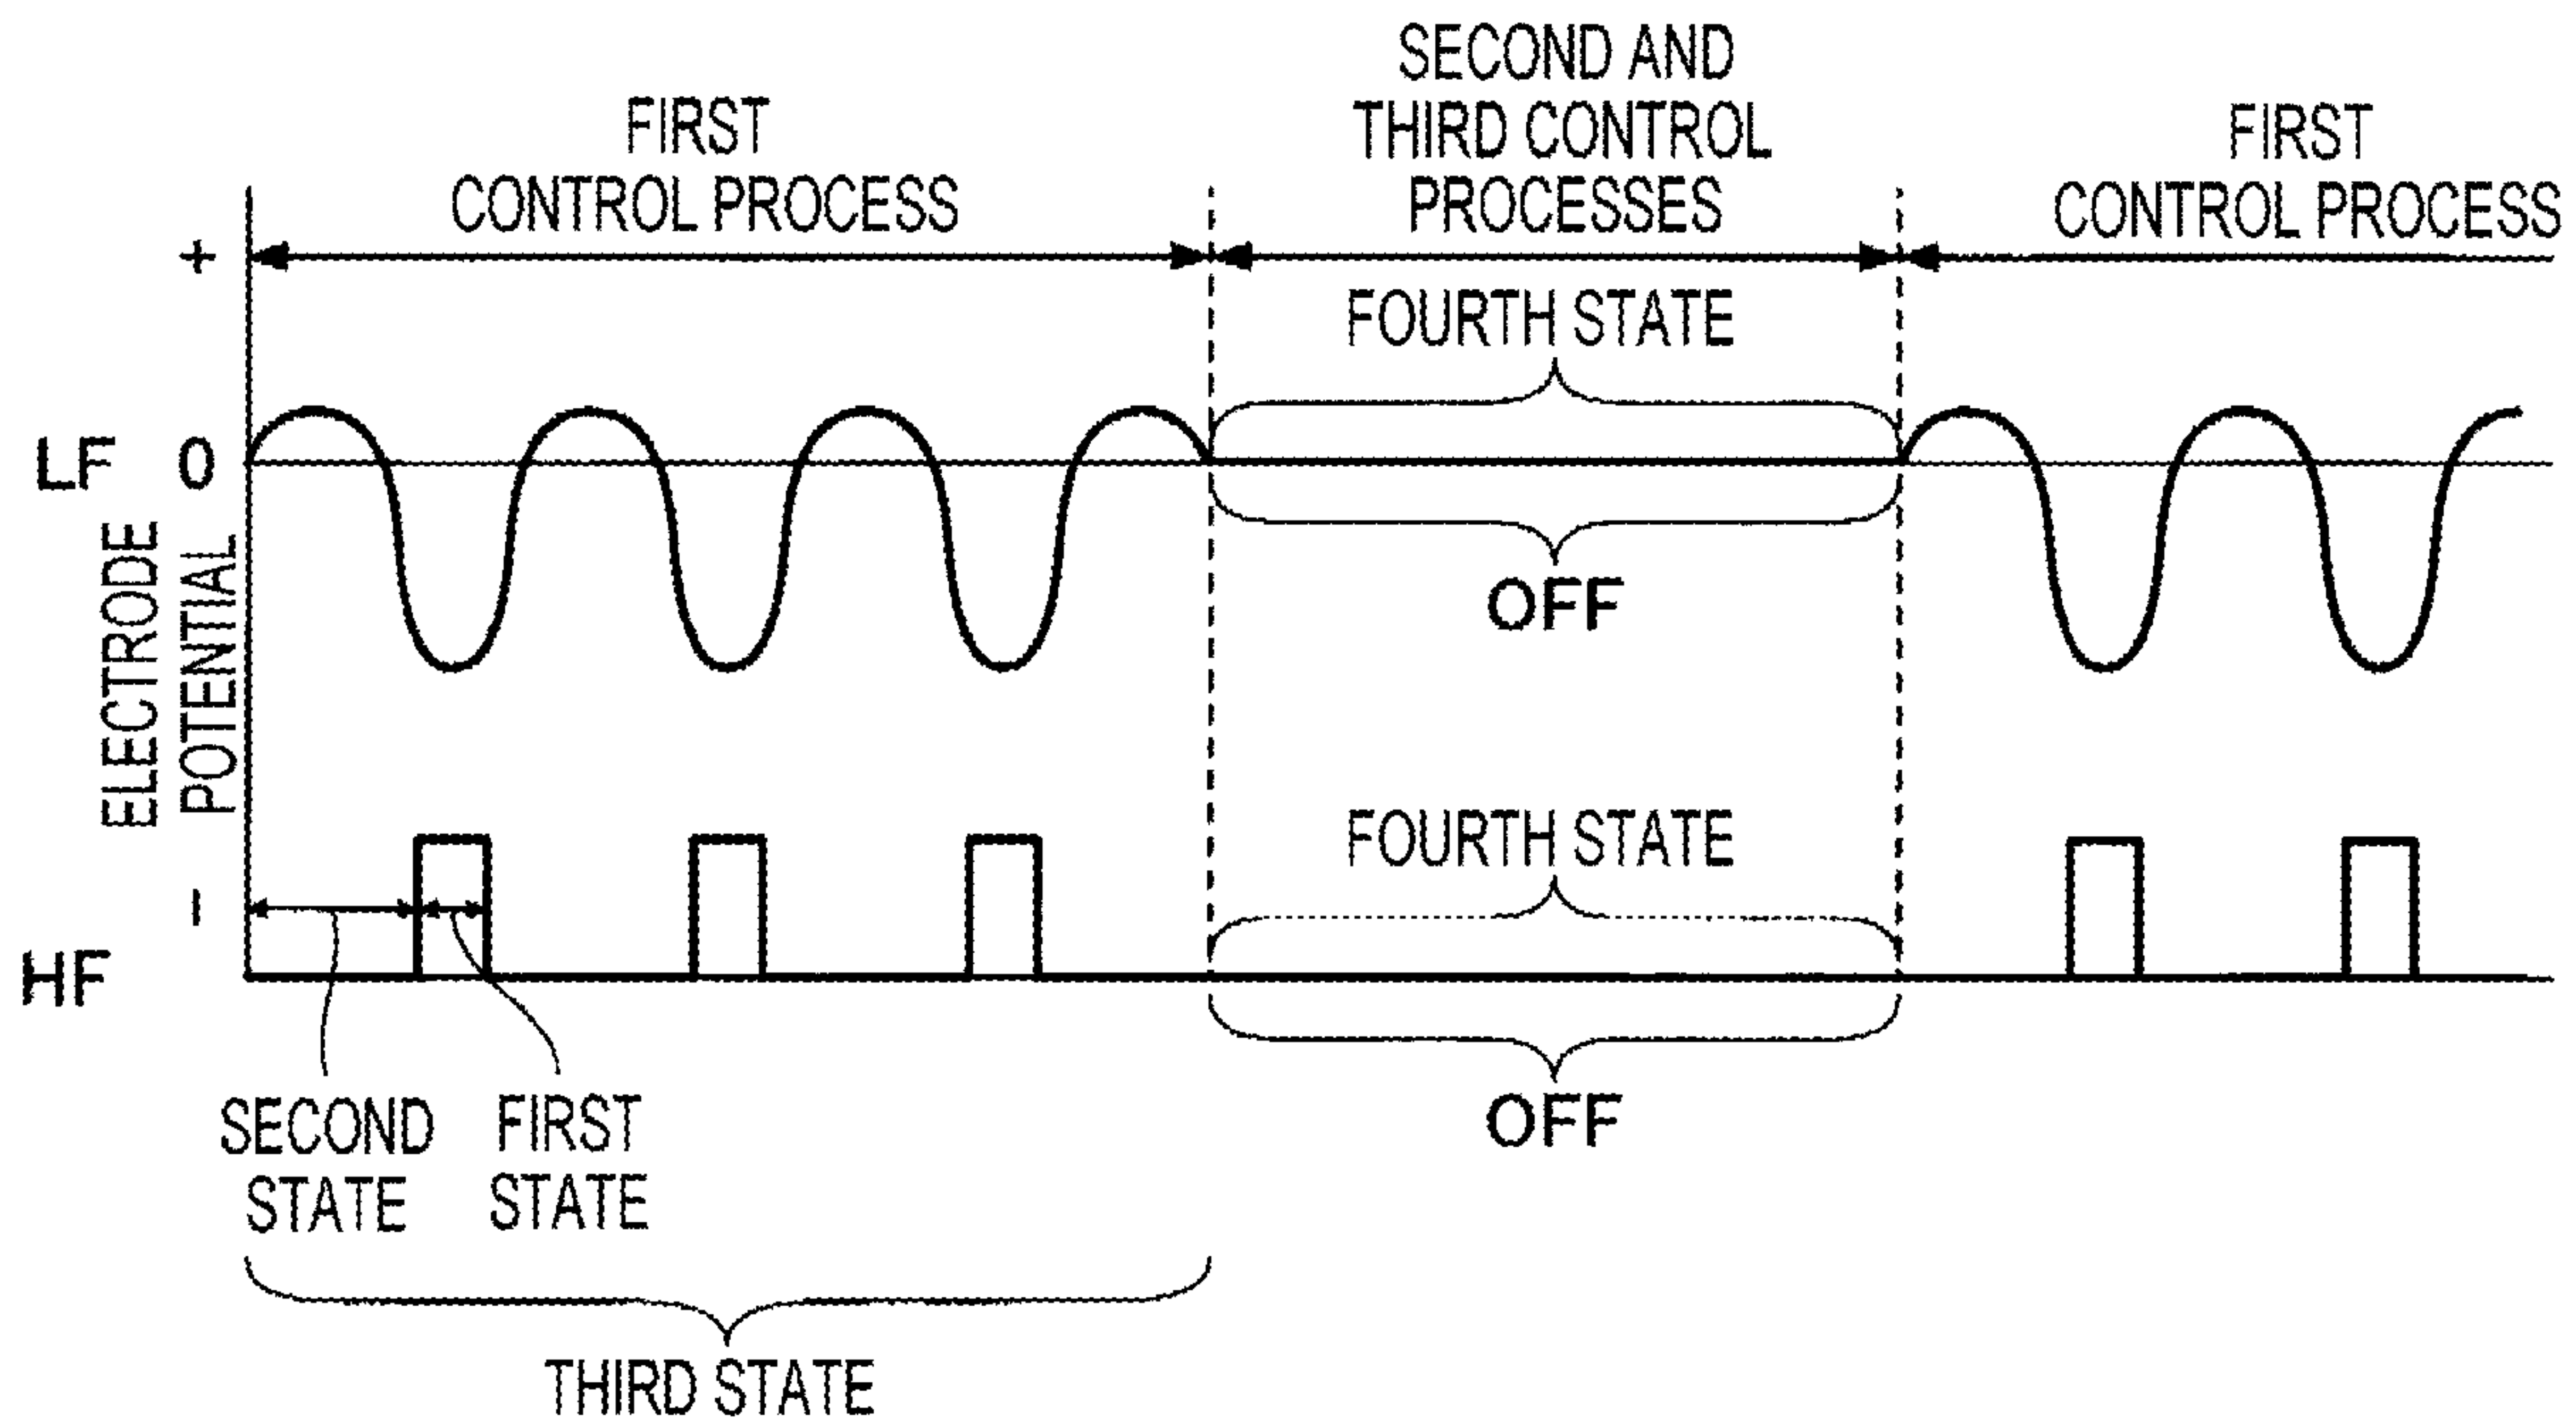 FIRST
CONTROL PROCESS
SECOND AND
THIRD CONTROL
PROCESSES
FIRST
CONTROL PROCESS
+
FOURTH STATE
LF 0
OFF
ELECTRODE
POTENTIAL
FOURTH STATE
-
HF
OFF
SECOND
STATE
FIRST
STATE
THIRD STATE